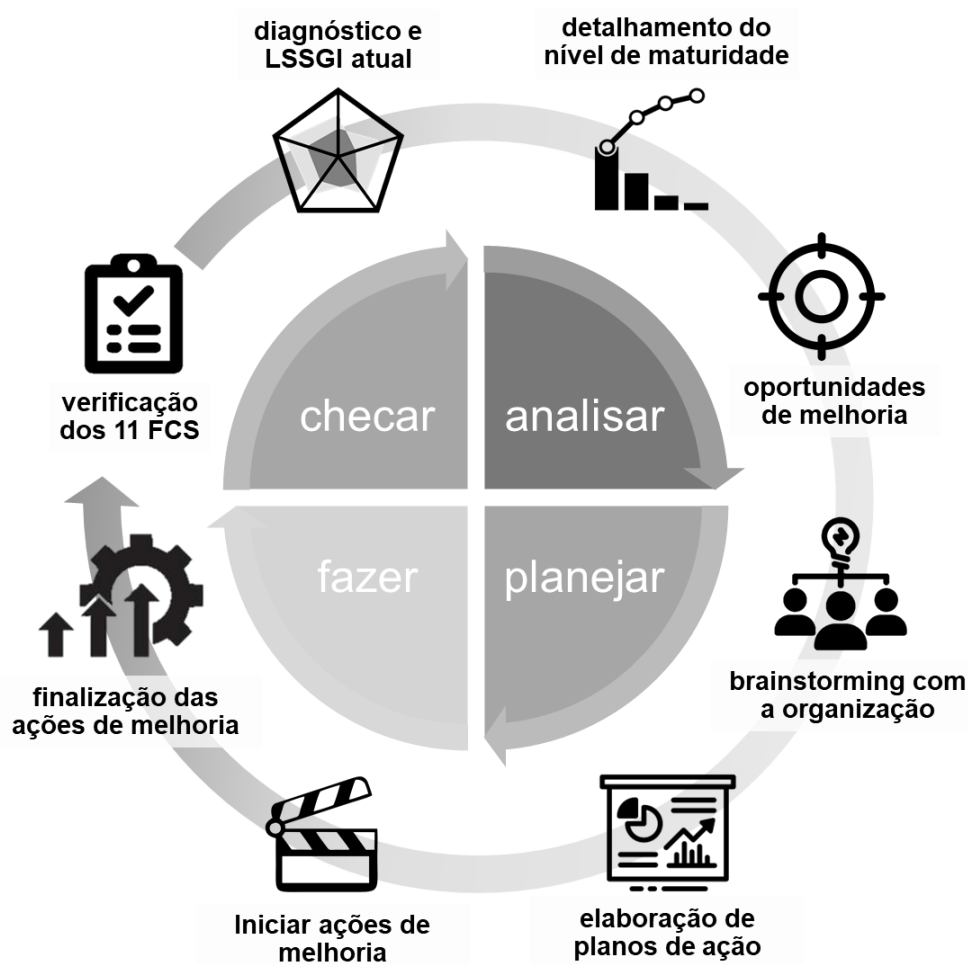 diagnóstico e
LSSGI atual
detalhamento do
nível de maturidade
oportunidades
de melhoria
brainstorming com
a organização
elaboração de
planos de ação
Iniciar ações de
melhoria
finalização das
ações de melhoria
verificação
dos 11 FCS
checar
analisar
fazer
planejar